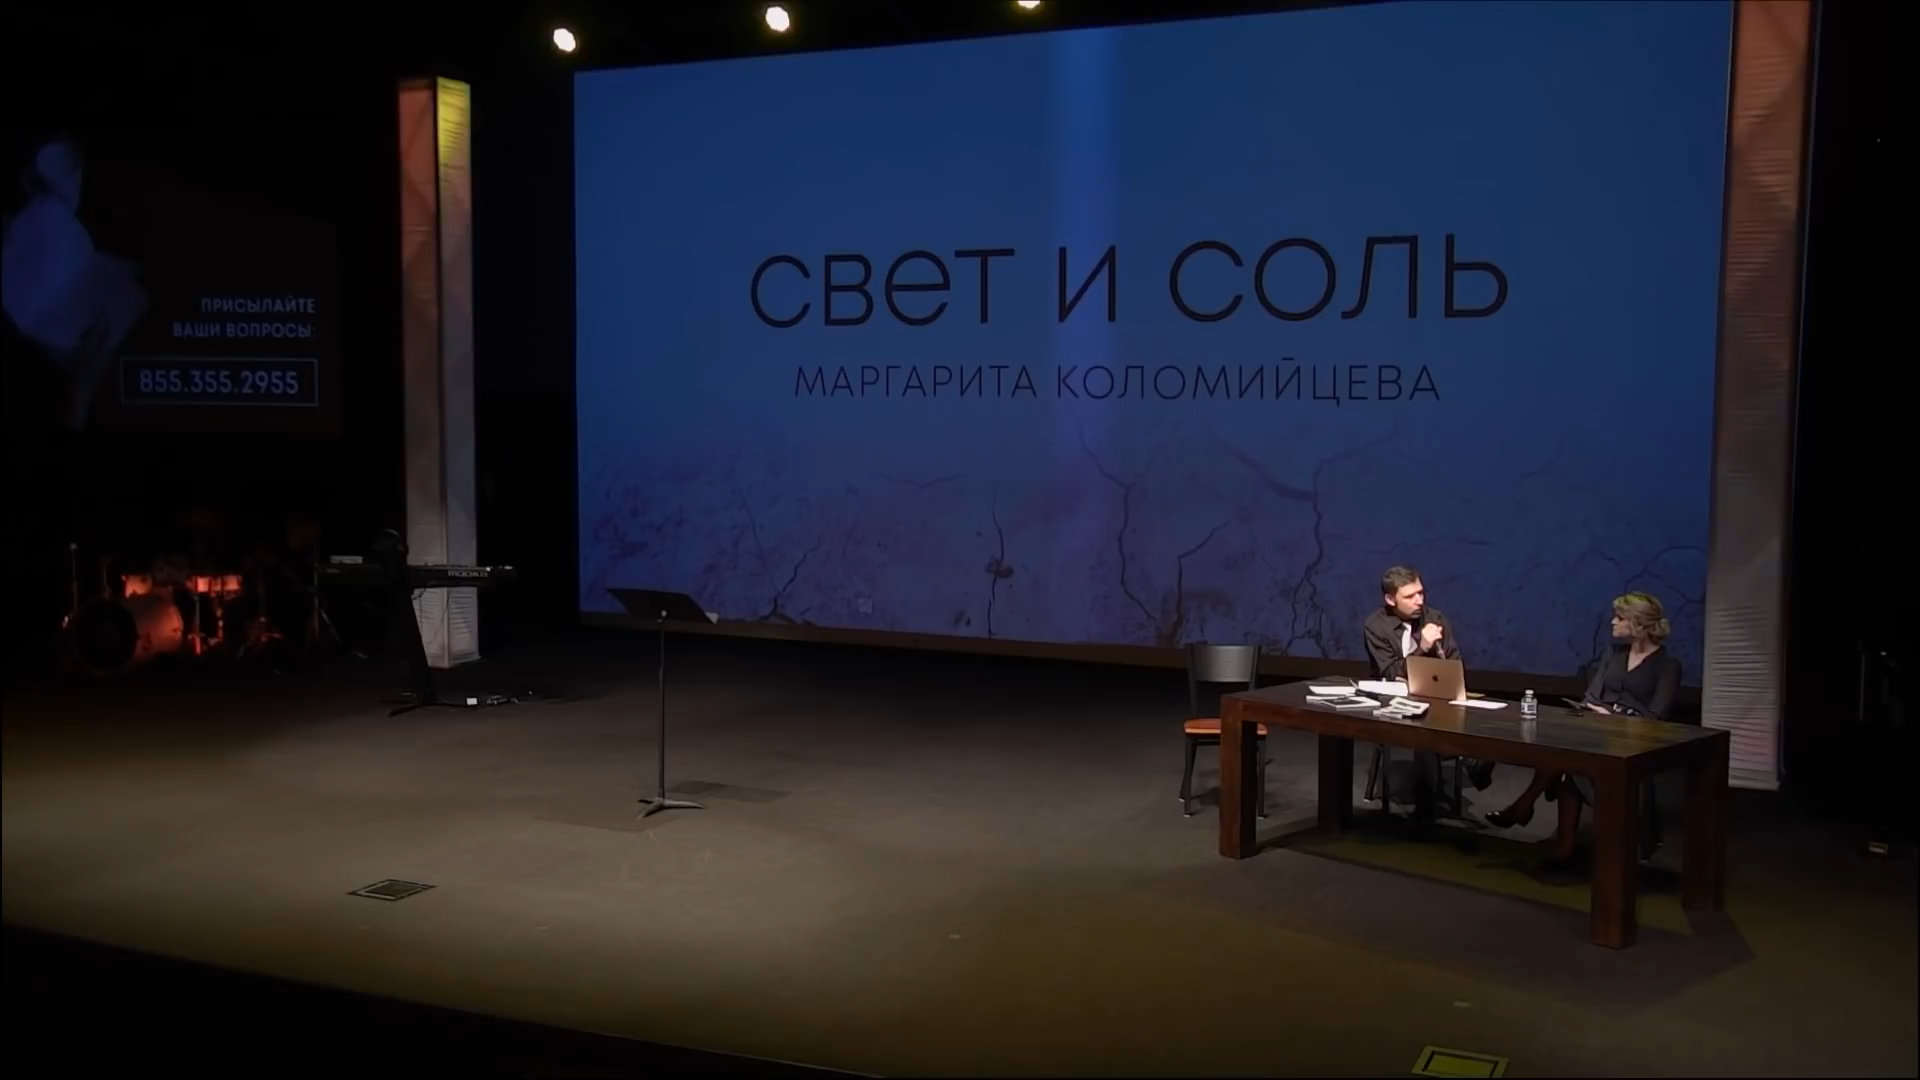 свет и соль
МАРГАРИТА КОЛОМИЙЦЕВА
ПРИСЫЛАЙТЕ
ВАШИ ВОПРОСЫ:
855.355.2955